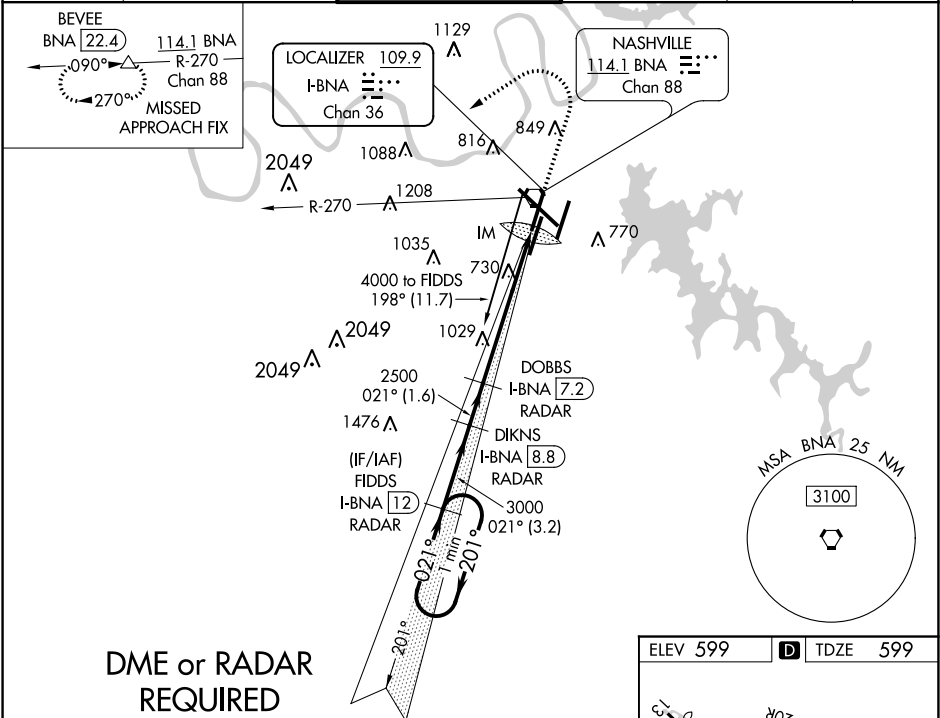 BEVEE
BNA 22.4
114.1 BNA
090°
R-270
Chan 88
270°
MISSED
APPROACH FIX
1129
LOCALIZER 109.9
I-BNA
Chan 36
NASHVILLE
114.1 BNA
Chan 88
849
816
1088
2049
1208
R-270
IM
770
1035
730
4000 to FIDDS
198° (11.7)
1029
2049
2049
DOBBS
I-BNA 7.2
RADAR
2500
021° (1.6)
1476
DIKNS
I-BNA 8.8
RADAR
(IF/IAF)
FIDDS
I-BNA 12
RADAR
3000
021° (3.2)
021°
1 min
201°
201°
MSA BNA 25 NM
3100
DME or RADAR
REQUIRED
ELEV 599
D
TDZE 599
13
20R